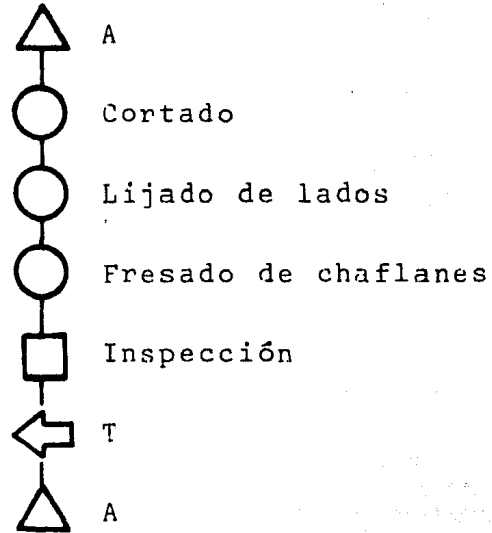 A
Cortado
Lijado de lados
Fresado de chaflanes
Inspección
T
A